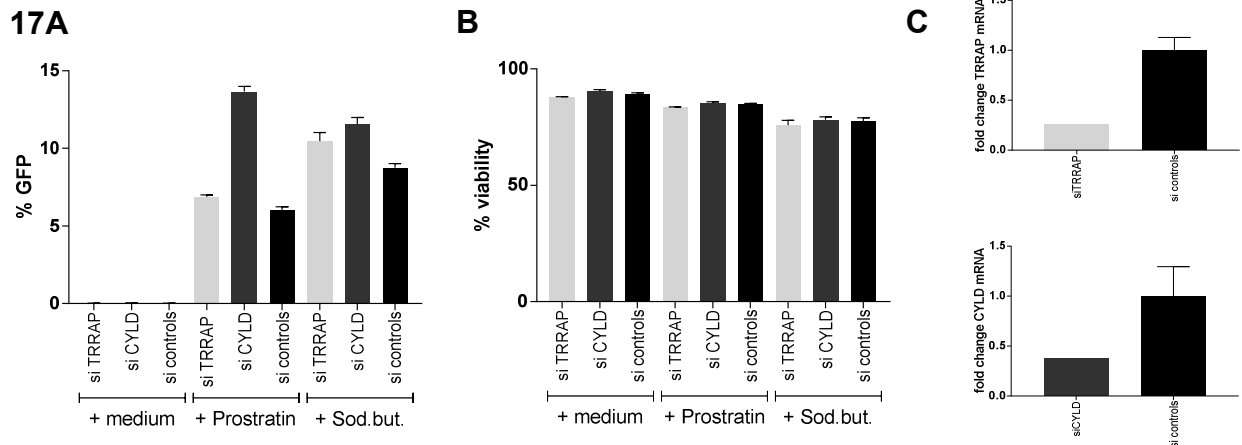 17A
% GFP
15
10
5
0
si TRRAP
si CYLD
si controls
si TRRAP
si CYLD
si controls
si TRRAP
si CYLD
si controls
+ medium
+ Prostratin
+ Sod.but.
B
% viability
100
50
0
si TRRAP
si CYLD
si controls
si TRRAP
si CYLD
si controls
si TRRAP
si CYLD
si controls
+ medium
+ Prostratin
+ Sod.but.
C
fold change TRRAP mRNA
1.5
1.0
0.5
0.0
siTRRAP
si controls
fold change CYLD mRNA
1.5
1.0
0.5
0.0
siCYLD
si controls